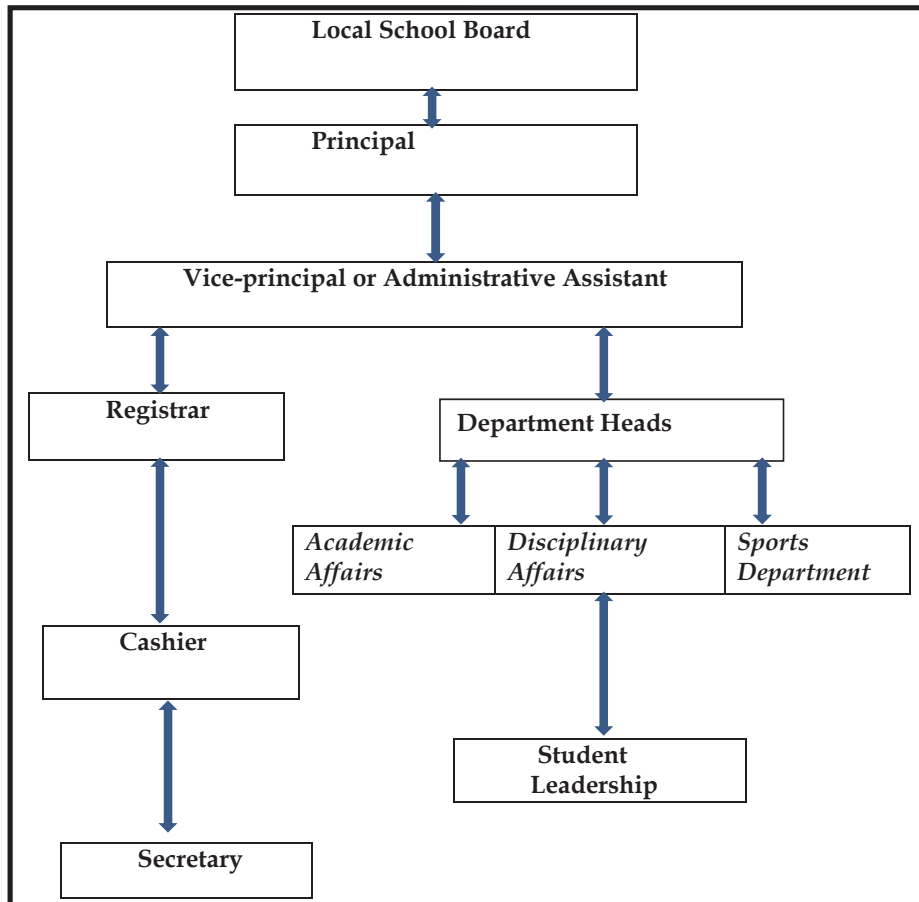 Local School Board
Principal
Vice-principal or Administrative Assistant
Registrar
Department Heads
Academic
Affairs
Disciplinary
Affairs
Sports
Department
Cashier
Student
Leadership
Secretary